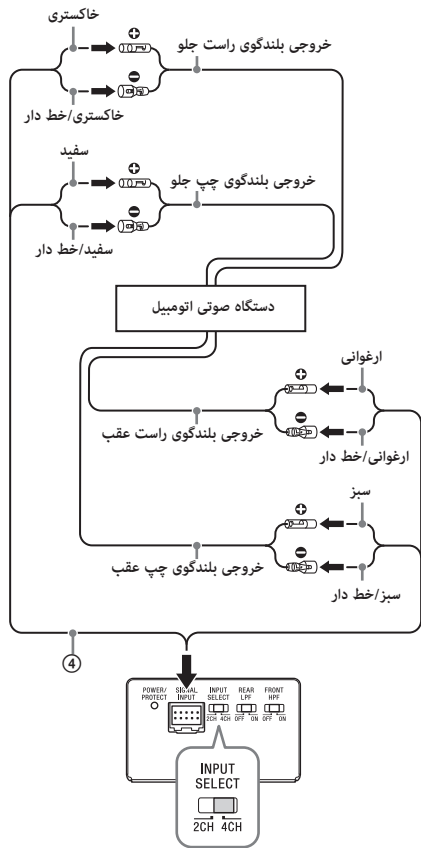 خاکستری
خروجی بلندگوی راست جلو
خاکستری/خط دار
سفید
خروجی بلندگوی چپ جلو
سفید/خط دار
دستگاه صوتی اتومبیل
ارغوانی
خروجی بلندگوی راست عقب
ارغوانی/خط دار
سبز
خروجی بلندگوی چپ عقب
سبز/خط دار
④
POWER/
PROTECT
SIGNAL
INPUT
INPUT
SELECT
2CH 4CH
REAR
LPF
OFF ON
FRONT
HPF
OFF ON
INPUT
SELECT
2CH 4CH